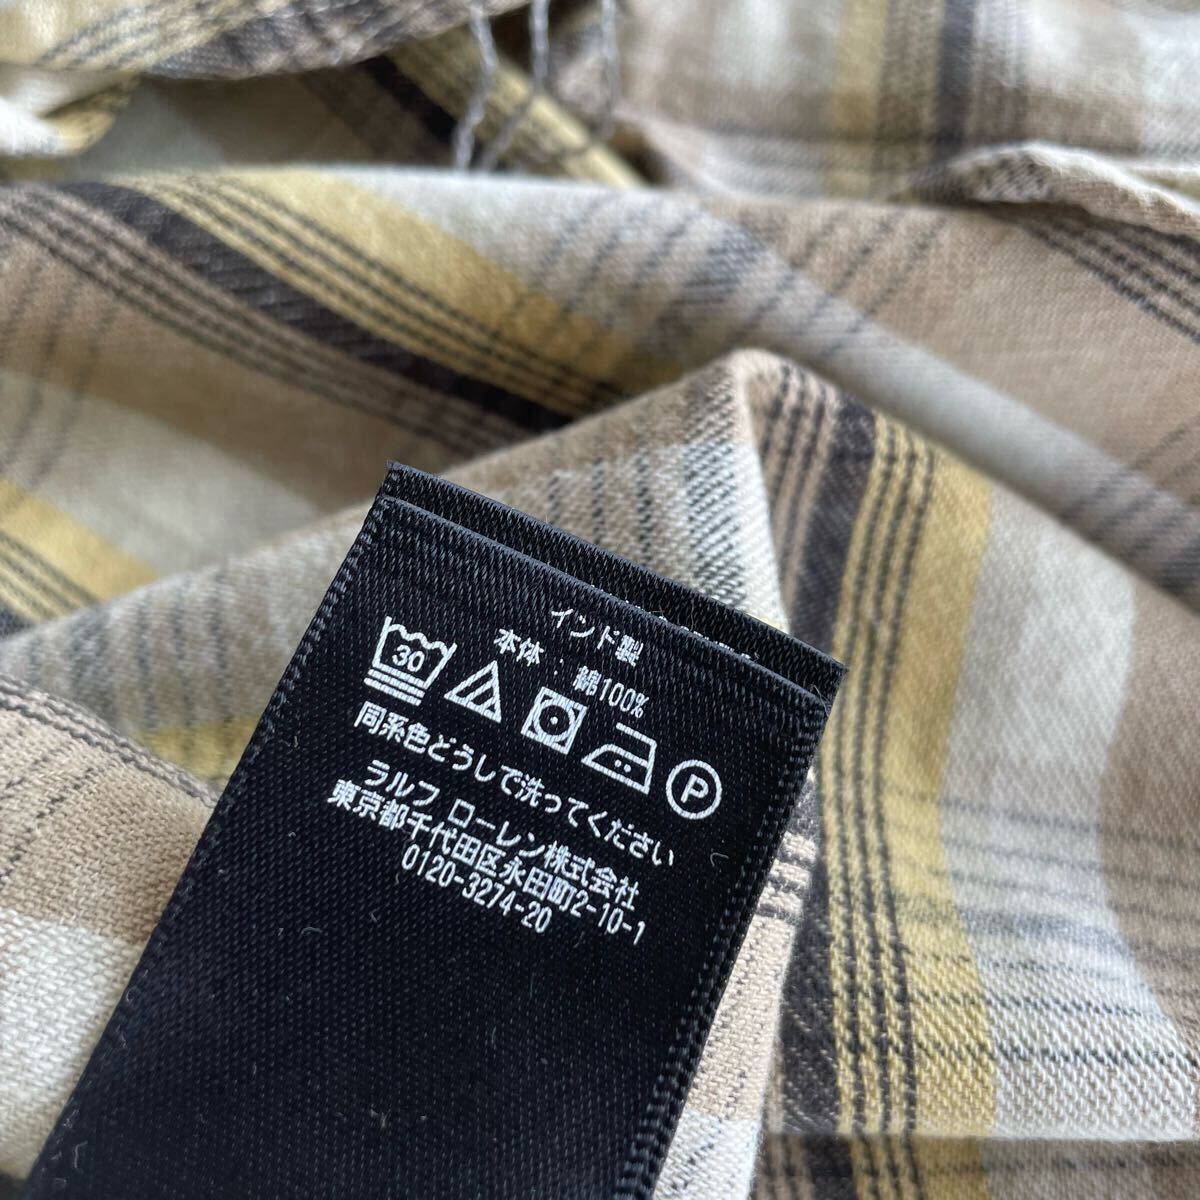 インド製
本体:綿100%
30
P
同系色どうしで洗ってください
ラルフ ローレン株式会社
東京都千代田区永田町2-10-1
0120-3274-20